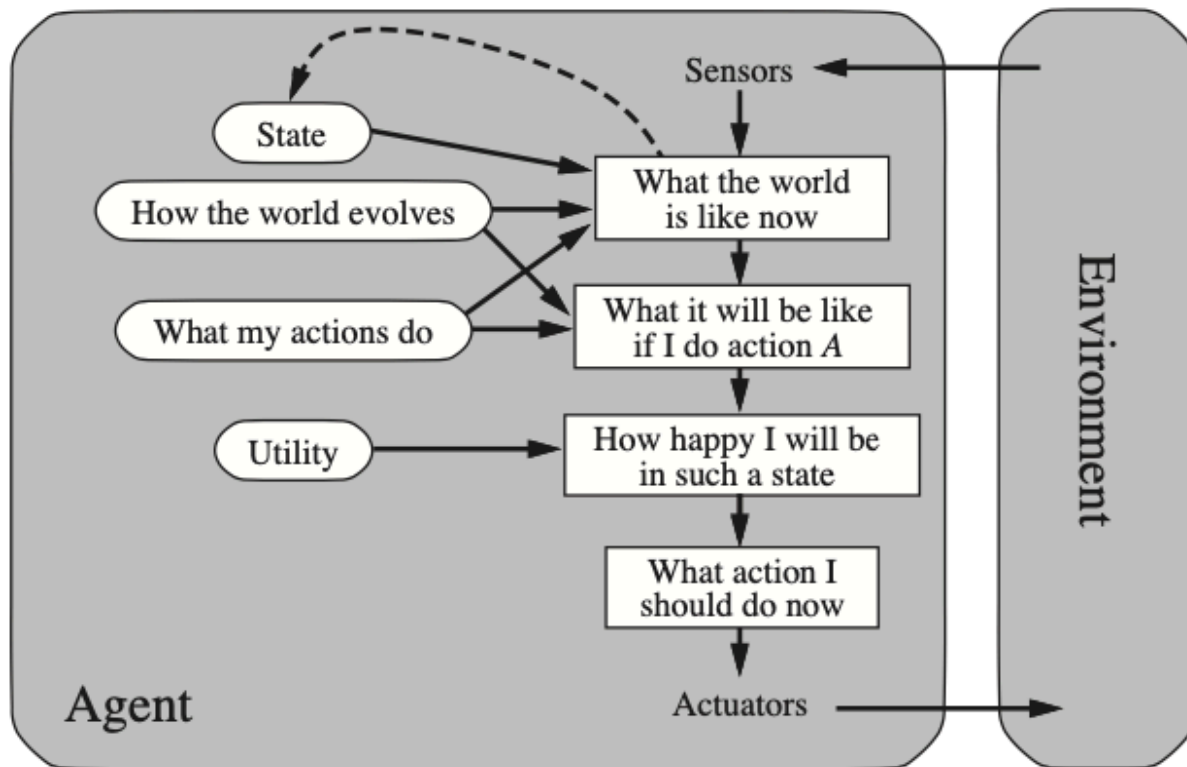 Sensors
State
What the world
is like now
How the world evolves
What it will be like
if I do action A
What my actions do
How happy I will be
in such a state
Utility
What action I
should do now
Agent
Actuators
Environment